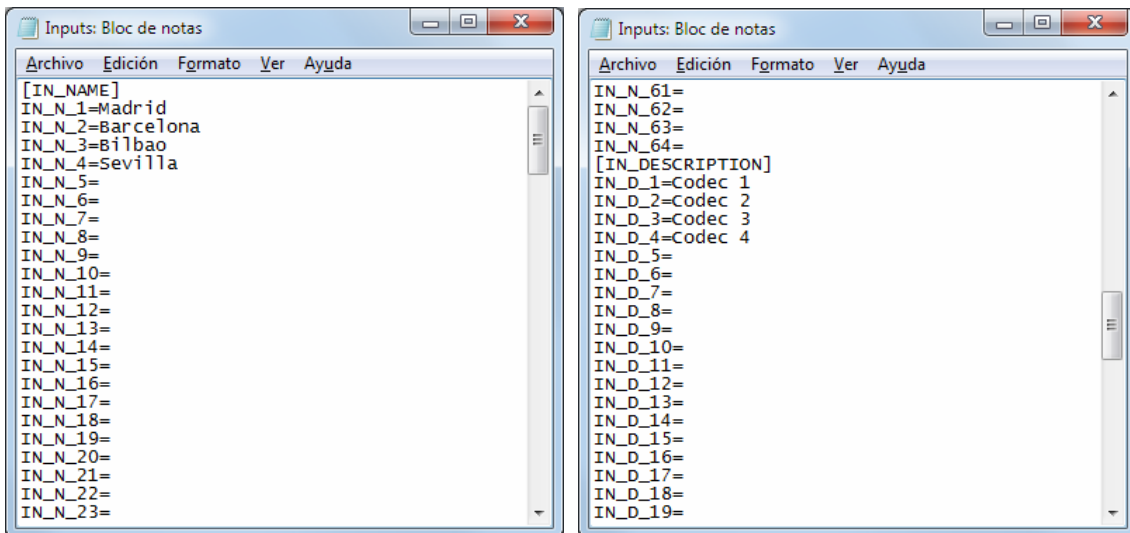 Inputs: Bloc de notas
Archivo Edición Formato Ver Ayuda
[IN_NAME]
IN_N_1=Madrid
IN_N_2=Barcelona
IN_N_3=Bilbao
IN_N_4=Sevilla
IN_N_5=
IN_N_6=
IN_N_7=
IN_N_8=
IN_N_9=
IN_N_10=
IN_N_11=
IN_N_12=
IN_N_13=
IN_N_14=
IN_N_15=
IN_N_16=
IN_N_17=
IN_N_18=
IN_N_19=
IN_N_20=
IN_N_21=
IN_N_22=
IN_N_23=
Inputs: Bloc de notas
Archivo Edición Formato Ver Ayuda
IN_N_61=
IN_N_62=
IN_N_63=
IN_N_64=
[IN_DESCRIPTION]
IN_D_1=Codec 1
IN_D_2=Codec 2
IN_D_3=Codec 3
IN_D_4=Codec 4
IN_D_5=
IN_D_6=
IN_D_7=
IN_D_8=
IN_D_9=
IN_D_10=
IN_D_11=
IN_D_12=
IN_D_13=
IN_D_14=
IN_D_15=
IN_D_16=
IN_D_17=
IN_D_18=
IN_D_19=